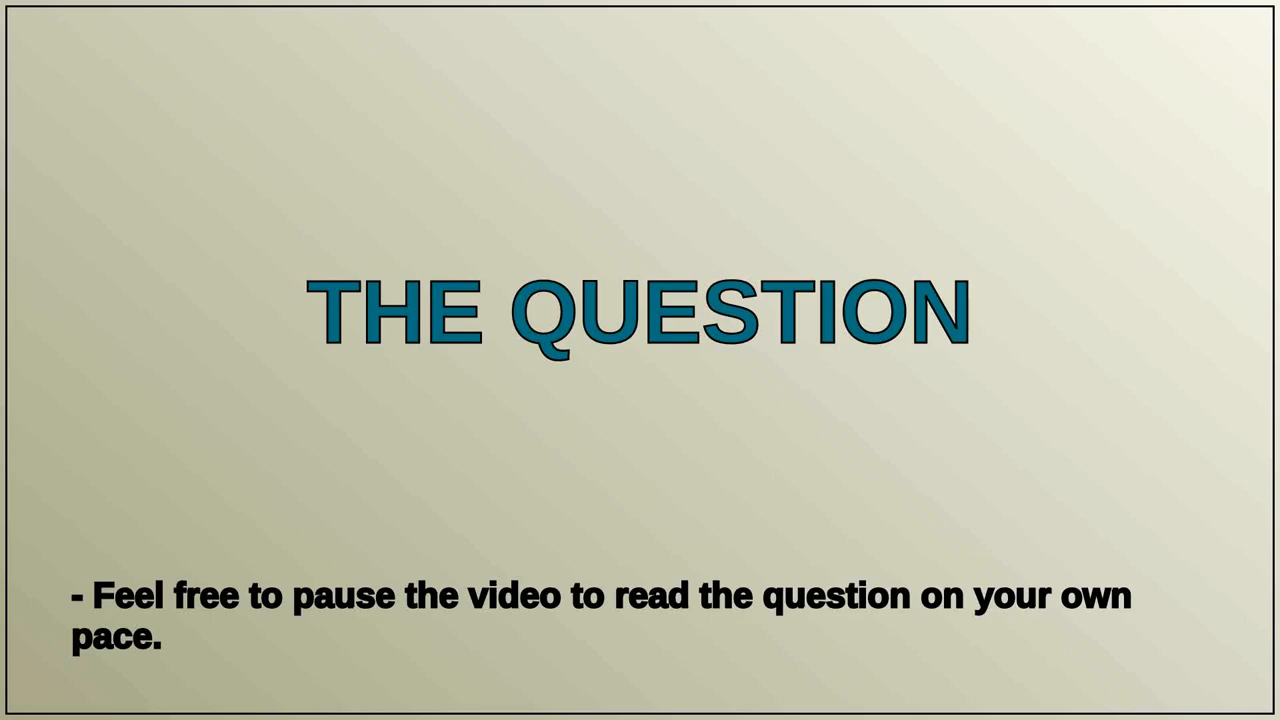 THE QUESTION
- Feel free to pause the video to read the question on your own
pace.